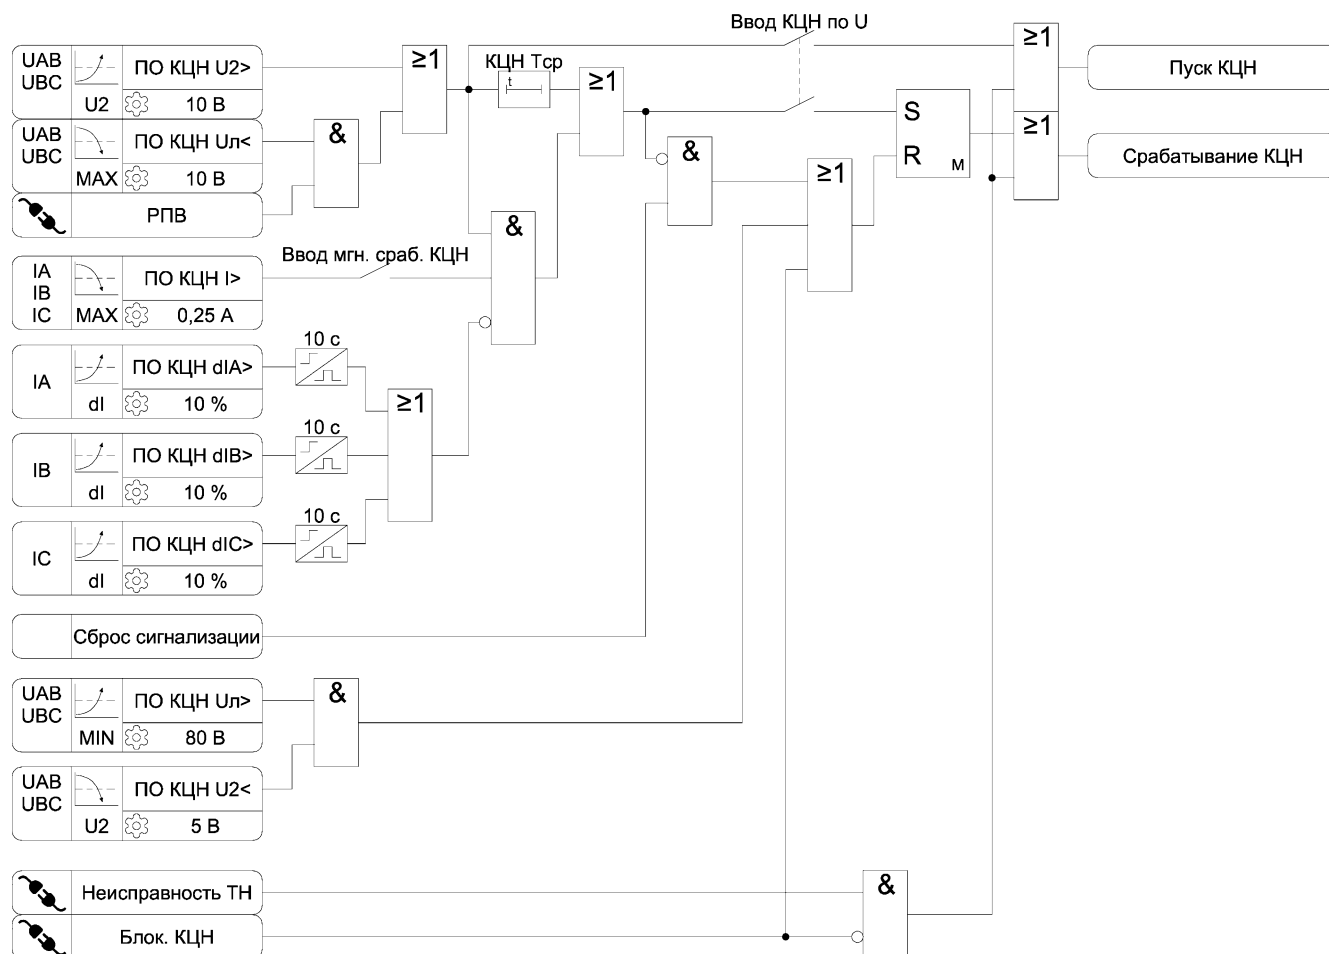 Ввод КЦН по U
UAB
UBC
ПО КЦН U2>
U2
10 В
≥1
КЦН Тср
t
≥1
≥1
Пуск КЦН
UAB
UBC
ПО КЦН Uл<
MAX
10 В
&
S
R
М
≥1
Срабатывание КЦН
&
≥1
РПВ
&
Ввод мгн. сраб. КЦН
IA
IB
IC
ПО КЦН I>
MAX
0,25 А
10 с
IA
ПО КЦН dIA>
dI
10 %
≥1
10 с
IB
ПО КЦН dIB>
dI
10 %
10 с
IC
ПО КЦН dIC>
dI
10 %
Сброс сигнализации
UAB
UBC
ПО КЦН Uл>
MIN
80 В
&
UAB
UBC
ПО КЦН U2<
U2
5 В
Неисправность ТН
&
Блок. КЦН